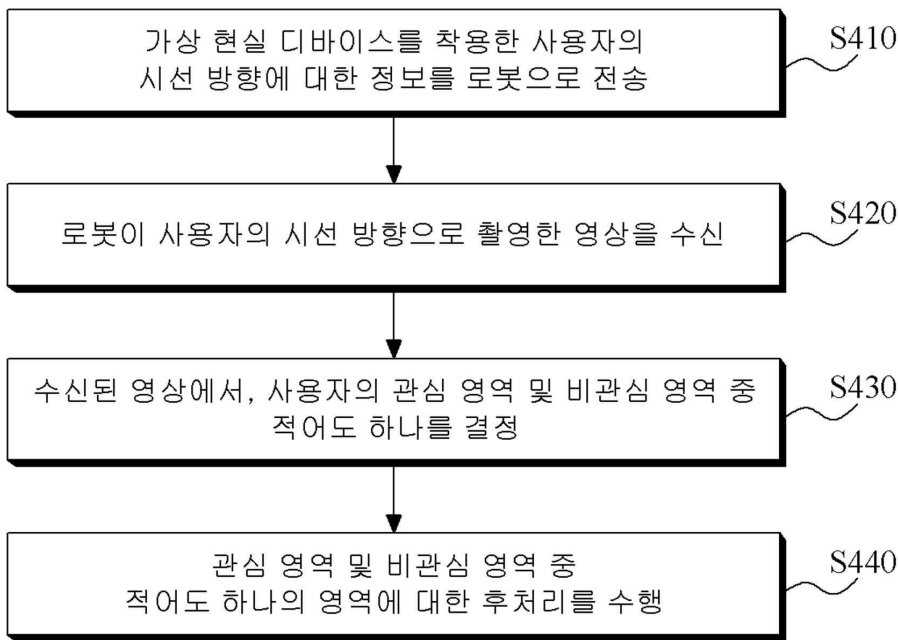 가상 현실 디바이스를 착용한 사용자의
시선 방향에 대한 정보를 로봇으로 전송
S410
로봇이 사용자의 시선 방향으로 촬영한 영상을 수신
S420
수신된 영상에서, 사용자의 관심 영역 및 비관심 영역 중
적어도 하나를 결정
S430
관심 영역 및 비관심 영역 중
적어도 하나의 영역에 대한 후처리를 수행
S440